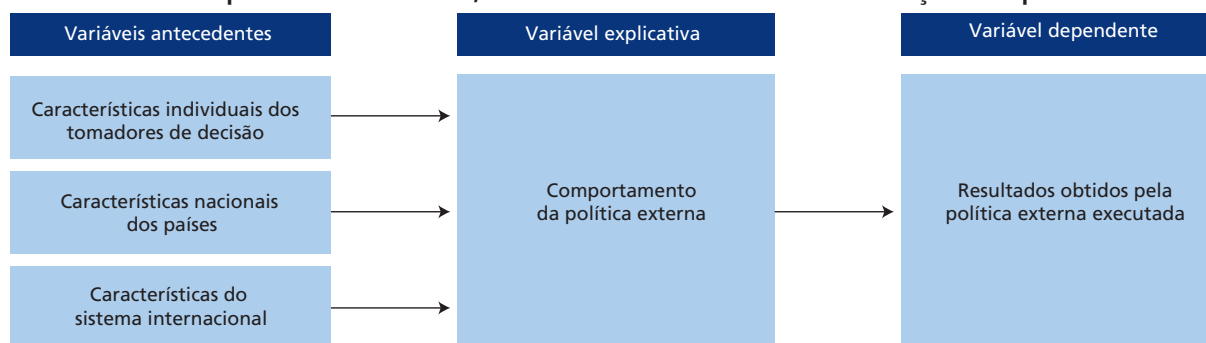 Variáveis antecedentes
Variável explicativa
Variável dependente
Características individuais dos
tomadores de decisão
Características nacionais
dos países
Características do
sistema internacional
Comportamento
da política externa
Resultados obtidos pela
política externa executada